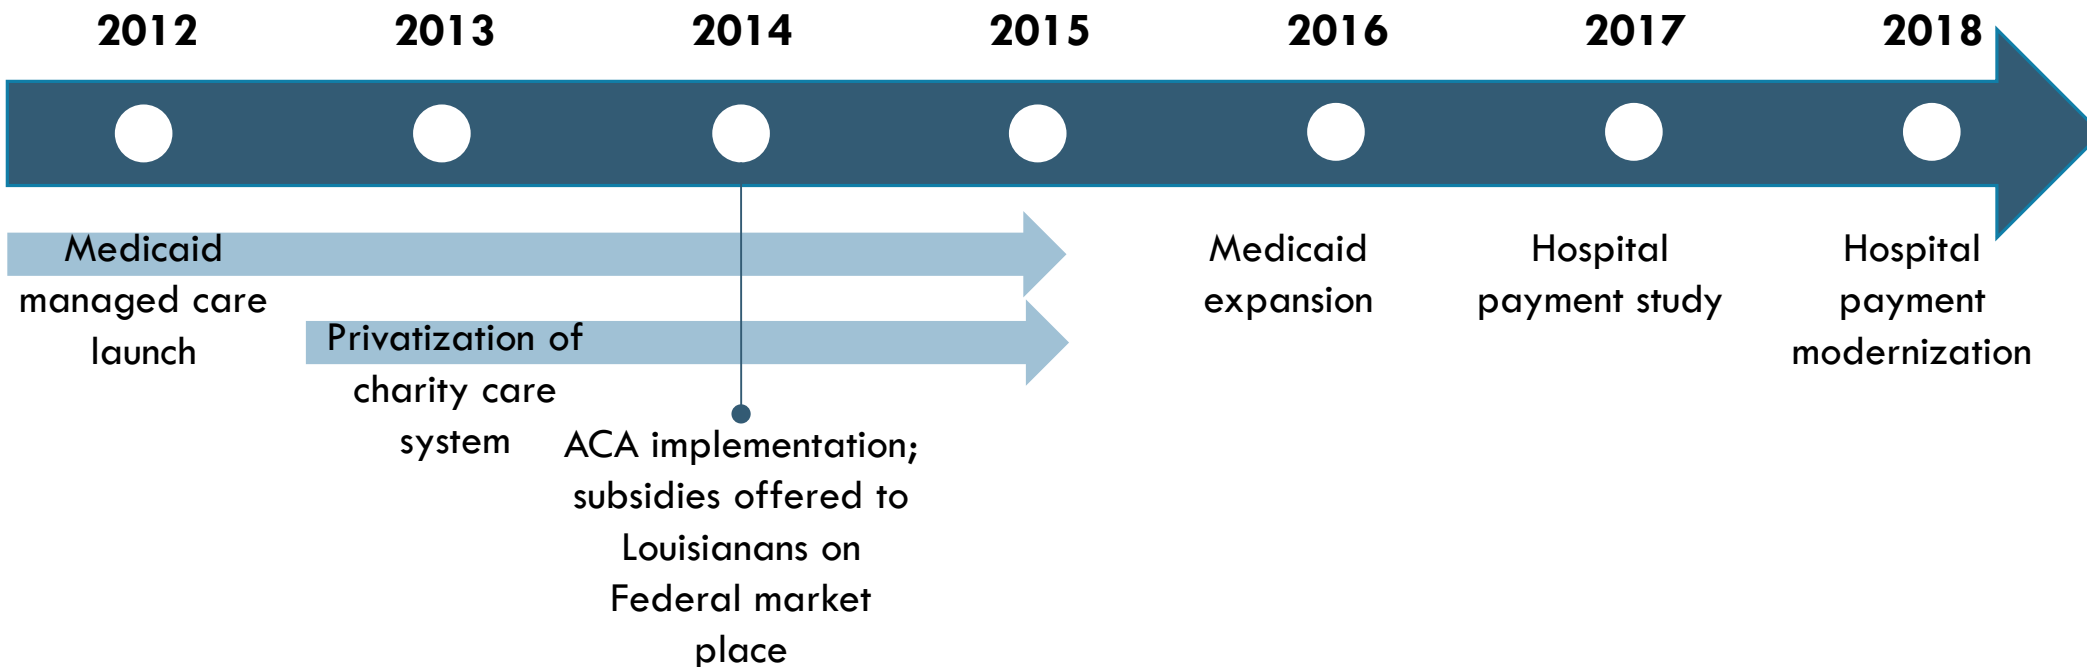 2012 2013 2014 2015 2016 2017 2018
Medicaid
managed care
launch
Privatization of
charity care
system
ACA implementation;
subsidies offered to
Louisianans on
Federal market
place
Medicaid
expansion
Hospital
payment study
Hospital
payment
modernization